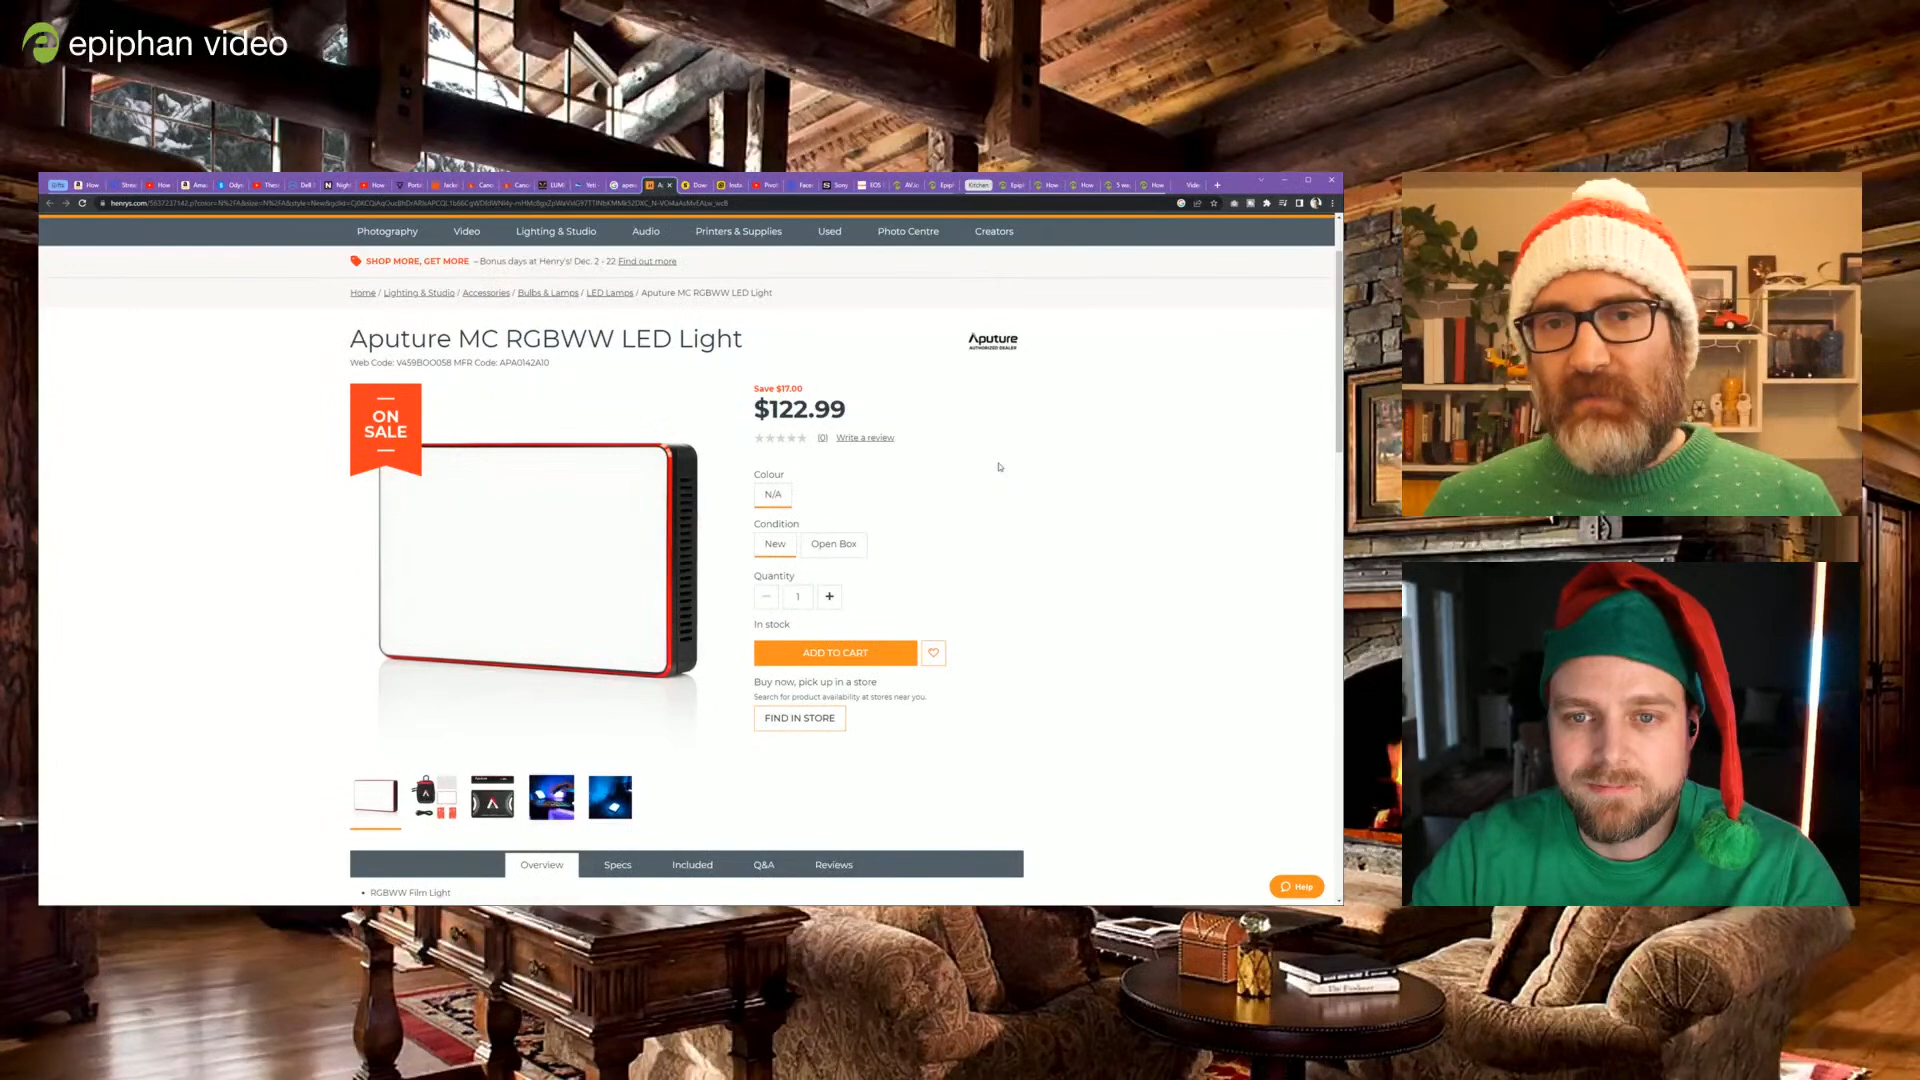 epiphan video
Photography Video Lighting & Studio Audio Printers & Supplies Used Photo Centre Creators
SHOP MORE, GET MORE – Bonus days at Henry's! Dec. 2 - 22 Find out more
Home / Lighting & Studio / Accessories / Bulbs & Lamps / LED Lamps / Aputure MC RGBWW LED Light
Aputure MC RGBWW LED Light
Aputure
AUTHORIZED DEALER
Web Code: V459BOO058 MFR Code: APA0142A10
ON
SALE
Save $17.00
$122.99
(0) Write a review
Colour
N/A
Condition
New Open Box
Quantity
1
In stock
ADD TO CART
Buy now, pick up in a store
Search for product availability at stores near you.
FIND IN STORE
Overview Specs Included Q&A Reviews
• RGBWW Film Light
Help